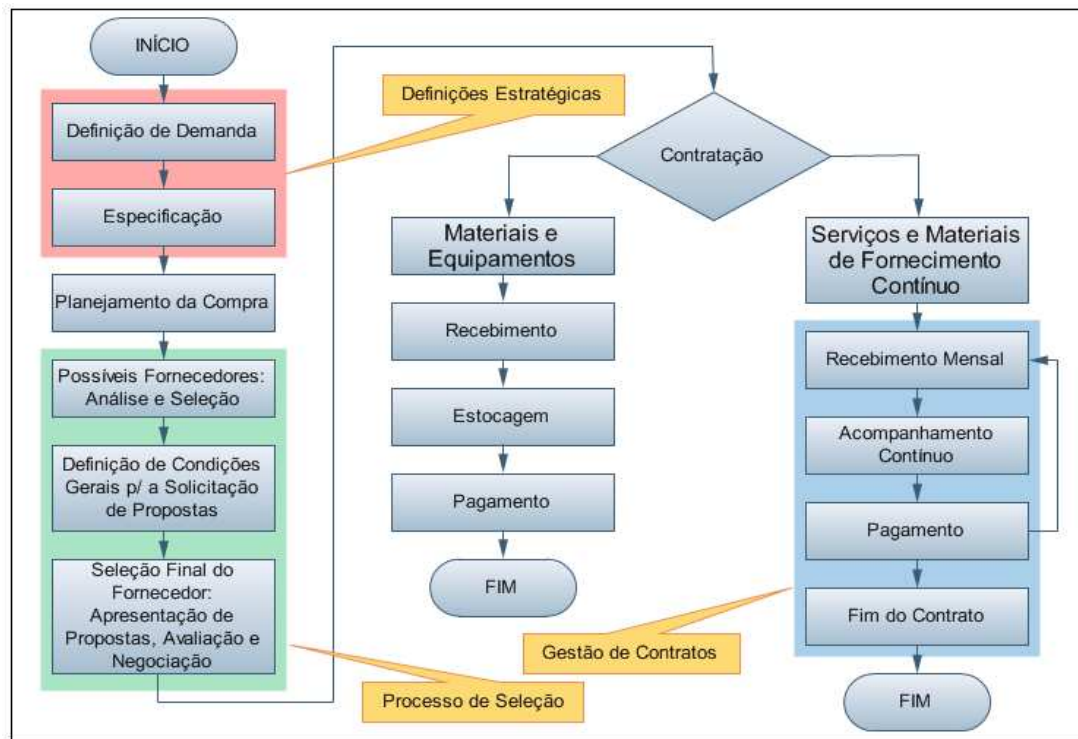 INÍCIO
Definição de Demanda
Especificação
Definições Estratégicas
Planejamento da Compra
Possíveis Fornecedores:
Análise e Seleção
Definição de Condições
Gerais p/ a Solicitação
de Propostas
Seleção Final do
Fornecedor:
Apresentação de
Propostas, Avaliação e
Negociação
Processo de Seleção
Contratação
Materiais e
Equipamentos
Recebimento
Estocagem
Pagamento
FIM
Serviços e Materiais
de Fornecimento
Contínuo
Recebimento Mensal
Acompanhamento
Contínuo
Pagamento
Fim do Contrato
Gestão de Contratos
FIM